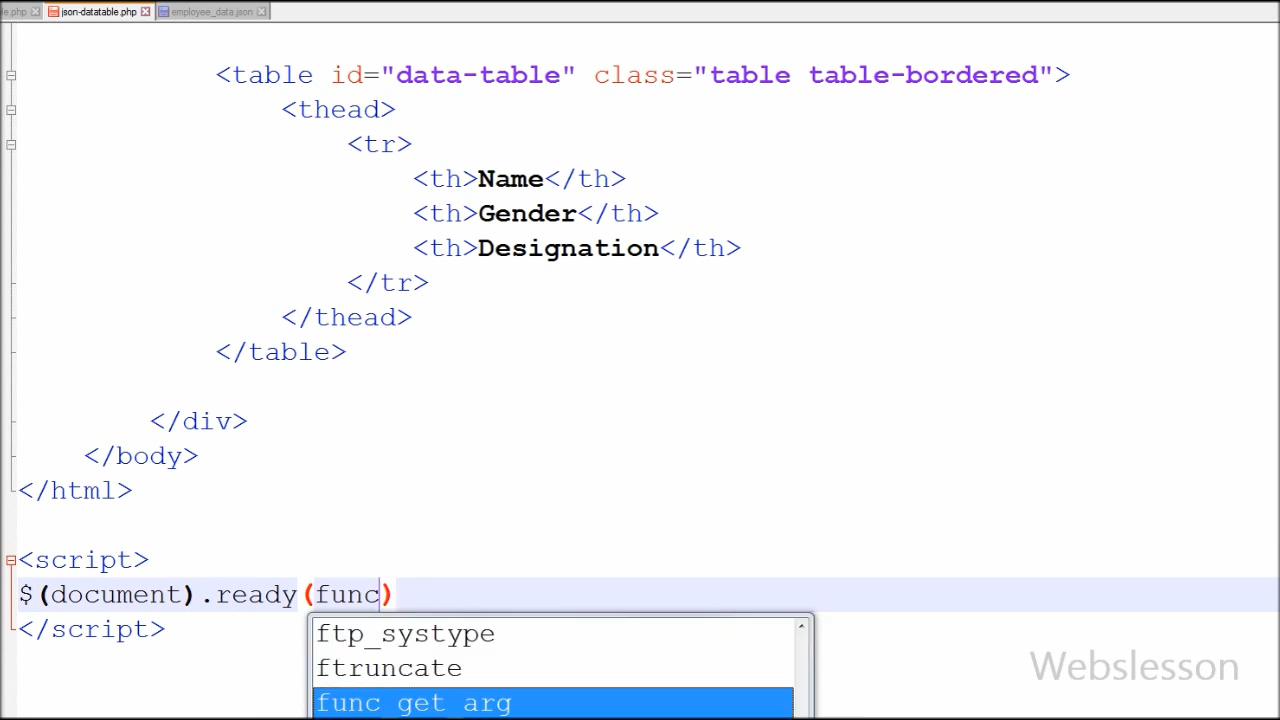 le.php json-datatable.php employee_data.json
<table id="data-table" class="table table-bordered">
<thead>
<tr>
<th>Name</th>
<th>Gender</th>
<th>Designation</th>
</tr>
</thead>
</table>
</div>
</body>
</html>
<script>
$(document).ready(func)
</script>
ftp_systype
ftruncate
func_get_arg
Webslesson